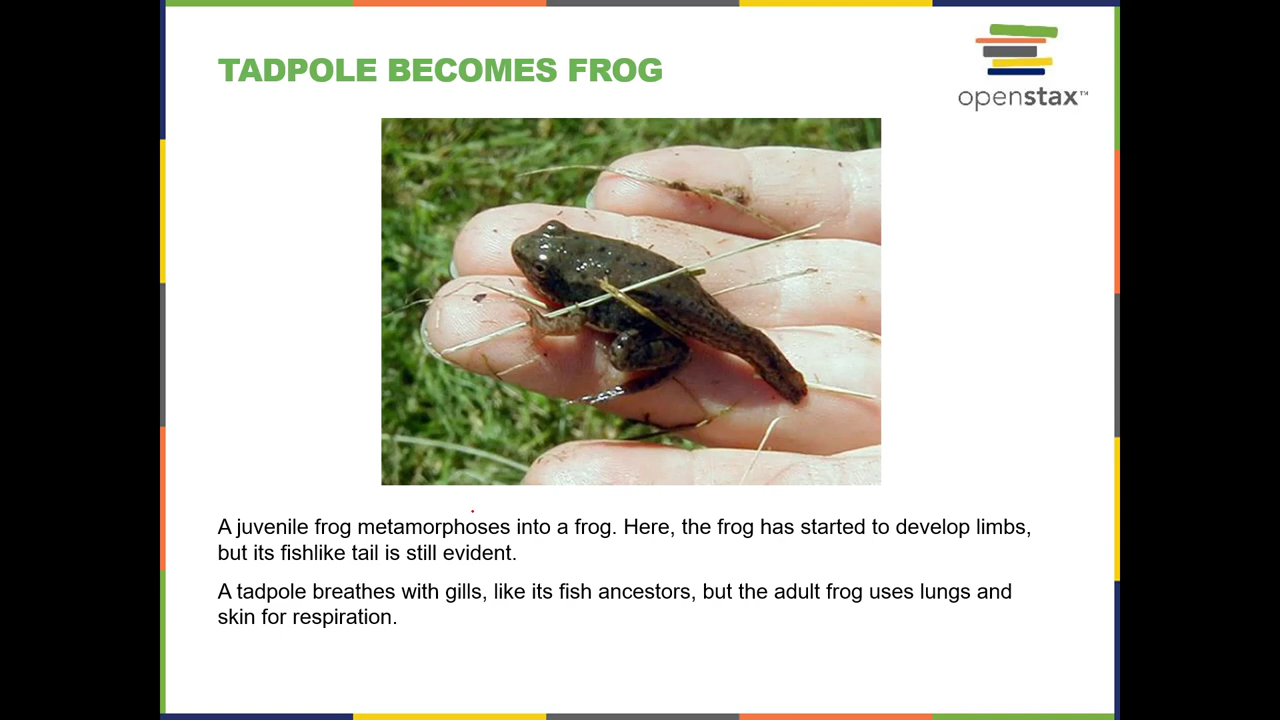 TADPOLE BECOMES FROG
openstax™
A juvenile frog metamorphoses into a frog. Here, the frog has started to develop limbs,
but its fishlike tail is still evident.
A tadpole breathes with gills, like its fish ancestors, but the adult frog uses lungs and
skin for respiration.